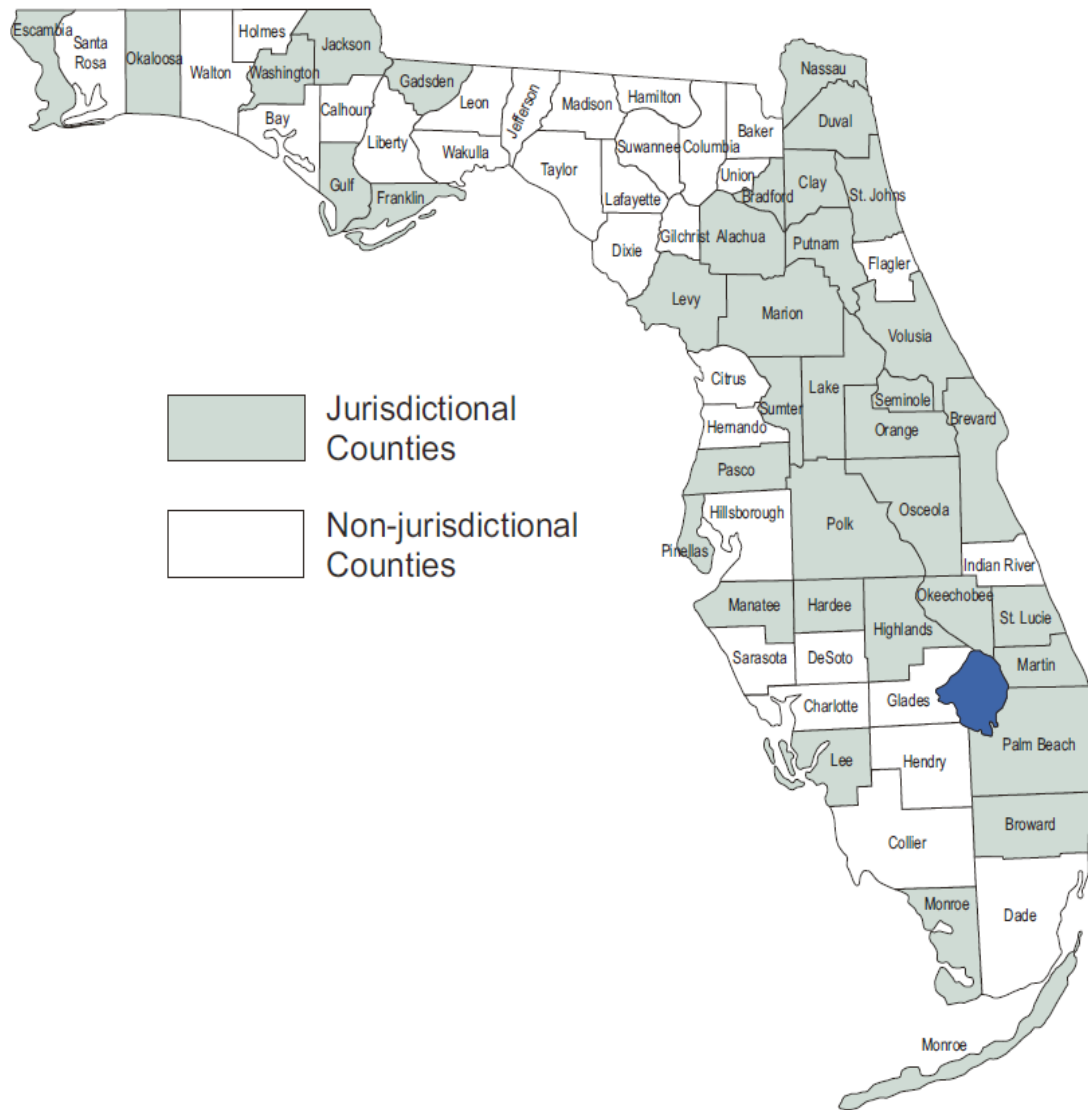 Escambia
Santa
Rosa
Okaloosa
Walton
Holmes
Washington
Jackson
Bay
Calhoun
Gulf
Gadsden
Liberty
Franklin
Leon
Wakulla
Jefferson
Madison
Taylor
Hamilton
Suwannee
Lafayette
Dixie
Columbia
Gilchrist
Baker
Union
Bradford
Alachua
Levy
Nassau
Duval
Clay
St. Johns
Putnam
Flagler
Marion
Volusia
Citrus
Hernando
Sumter
Lake
Seminole
Orange
Brevard
Jurisdictional
Counties
Non-jurisdictional
Counties
Pasco
Pinellas
Hillsborough
Polk
Osceola
Indian River
Manatee
Hardee
Highlands
Okeechobee
St. Lucie
Sarasota
DeSoto
Martin
Charlotte
Glades
Lee
Hendry
Palm Beach
Collier
Broward
Monroe
Dade
Monroe